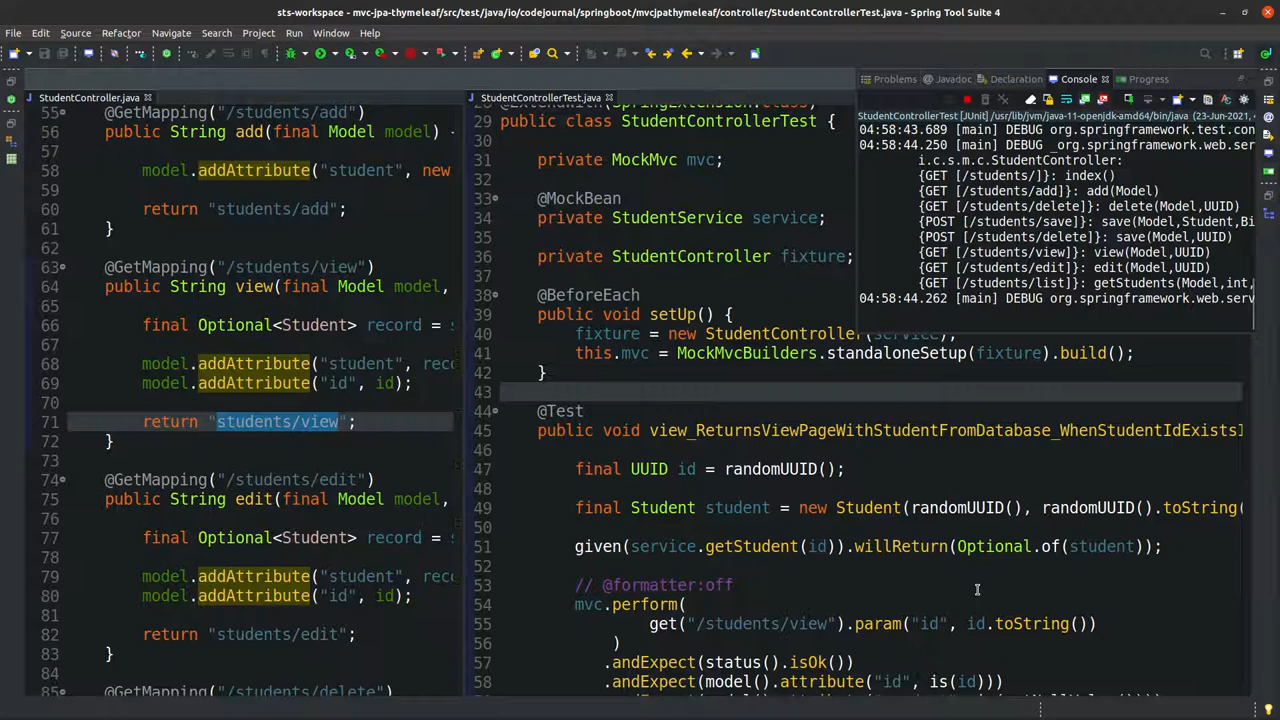 sts-workspace - mvc-jpa-thymeleaf/src/test/java/io/codejournal/springboot/mvcjpathymeleaf/controller/StudentControllerTest.java - Spring Tool Suite 4
File Edit Source Refactor Navigate Search Project Run Window Help
StudentController.java
55 @GetMapping("/students/add")
56 public String add(final Model model)
57
58 model.addAttribute("student", new
59
60 return "students/add";
61 }
62
63 @GetMapping("/students/view")
64 public String view(final Model model,
65
66 final Optional<Student> record =
67
68 model.addAttribute("student", rec
69 model.addAttribute("id", id);
70
71 return "students/view";
72 }
73
74 @GetMapping("/students/edit")
75 public String edit(final Model model,
76
77 final Optional<Student> record =
78
79 model.addAttribute("student", rec
80 model.addAttribute("id", id);
81
82 return "students/edit";
83 }
84
85 @GetMapping("/students/delete")
StudentControllerTest.java
28 @ExtendWith(SpringExtension.class)
29 public class StudentControllerTest {
30
31 private MockMvc mvc;
32
33 @MockBean
34 private StudentService service;
35
36 private StudentController fixture;
37
38 @BeforeEach
39 public void setUp() {
40 fixture = new StudentController(service);
41 this.mvc = MockMvcBuilders.standaloneSetup(fixture).build();
42 }
43
44 @Test
45 public void view_ReturnsViewPageWithStudentFromDatabase_WhenStudentIdExistsI
46
47 final UUID id = randomUUID();
48
49 final Student student = new Student(randomUUID(), randomUUID().toString(
50
51 given(service.getStudent(id)).willReturn(Optional.of(student));
52
53 // @formatter:off
54 mvc.perform(
55 get("/students/view").param("id", id.toString())
56 )
57 .andExpect(status().isOk())
58 .andExpect(model().attribute("id", is(id)))
Problems Javadoc Declaration Console Progress
StudentControllerTest [JUnit] /usr/lib/jvm/java-11-openjdk-amd64/bin/java (23-Jun-2021, 4
04:58:43.689 [main] DEBUG org.springframework.test.con
04:58:44.250 [main] DEBUG _org.springframework.web.ser
i.c.s.m.c.StudentController:
{GET [/students/]}: index()
{GET [/students/add]}: add(Model)
{GET [/students/delete]}: delete(Model,UUID)
{POST [/students/save]}: save(Model,Student,Bi
{POST [/students/delete]}: save(Model,UUID)
{GET [/students/view]}: view(Model,UUID)
{GET [/students/edit]}: edit(Model,UUID)
{GET [/students/list]}: getStudents(Model,int,
04:58:44.262 [main] DEBUG org.springframework.web.serv